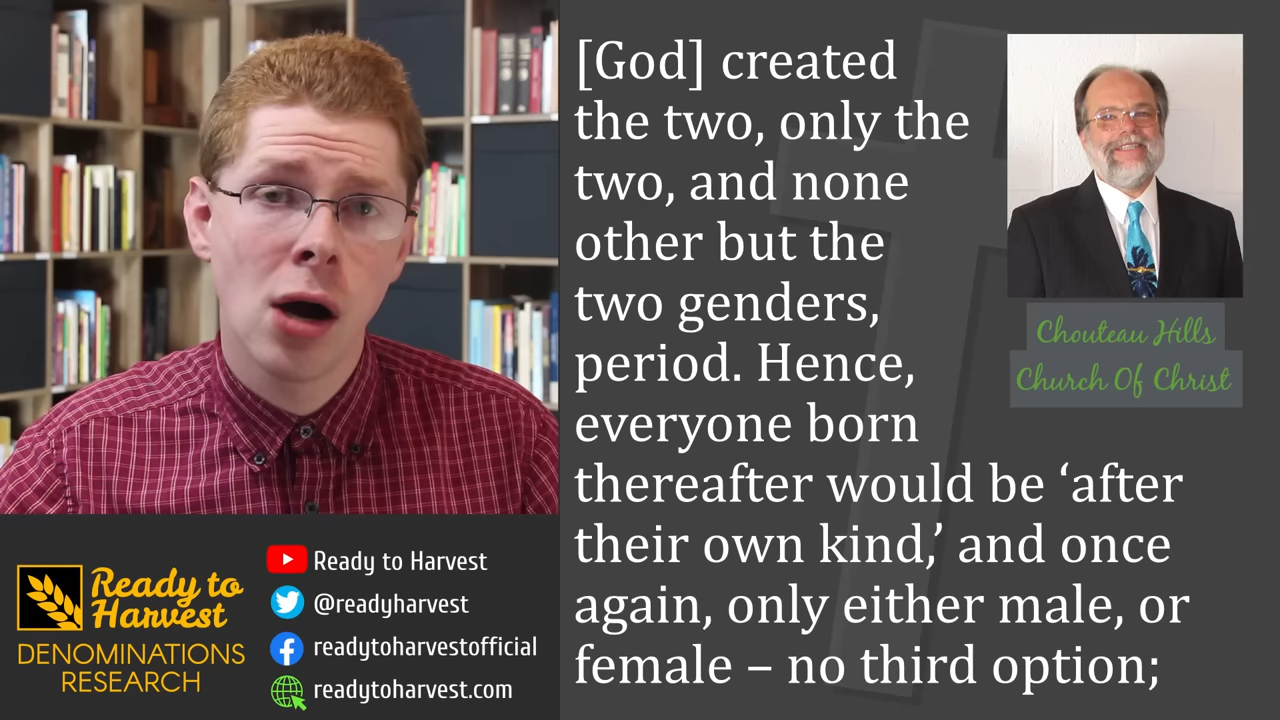 [God] created
the two, only the
two, and none
other but the
two genders,
period. Hence,
everyone born
thereafter would be ‘after
their own kind,’ and once
again, only either male, or
female – no third option;
Chouteau Hills
Church Of Christ
Ready to
Harvest
DENOMINATIONS
RESEARCH
Ready to Harvest
@readyharvest
readytoharvestofficial
readytoharvest.com